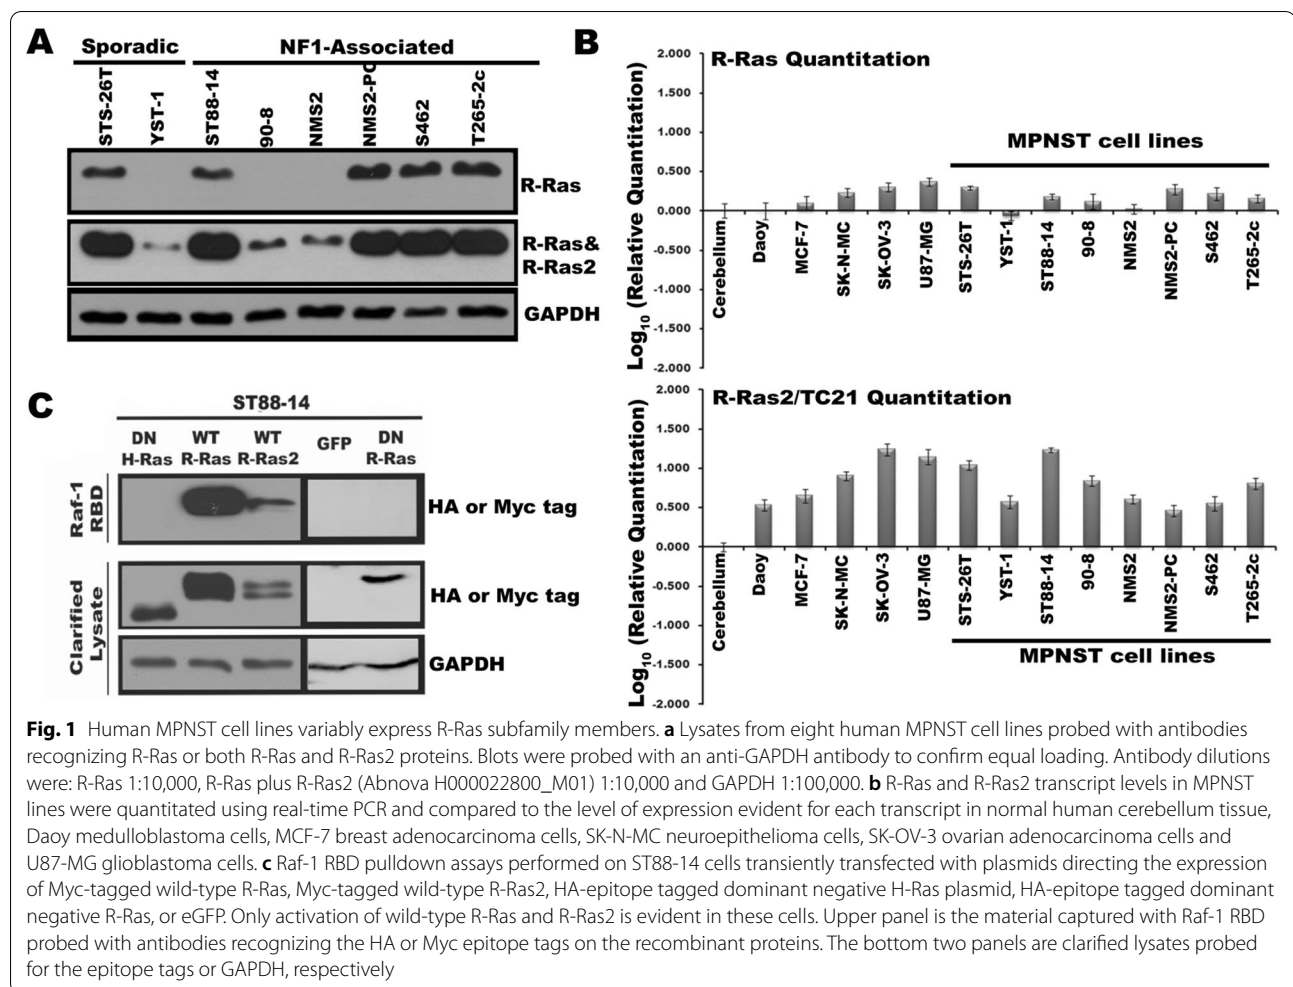 A
Sporadic
NF1-Associated
STS-26T
YST-1
ST88-14
90-8
NMS2
NMS2-PC
S462
T265-2c
R-Ras
R-Ras&
R-Ras2
GAPDH
B
R-Ras Quantitation
Log10 (Relative Quantitation)
2.000
1.500
1.000
0.500
0.000
-0.500
-1.000
-1.500
-2.000
MPNST cell lines
Cerebellum
Daoy
MCF-7
SK-N-MC
SK-OV-3
U87-MG
STS-26T
YST-1
ST88-14
90-8
NMS2
NMS2-PC
S462
T265-2c
R-Ras2/TC21 Quantitation
Log10 (Relative Quantitation)
2.000
1.500
1.000
0.500
0.000
-0.500
-1.000
-1.500
-2.000
Cerebellum
Daoy
MCF-7
SK-N-MC
SK-OV-3
U87-MG
STS-26T
YST-1
ST88-14
90-8
NMS2
NMS2-PC
S462
T265-2c
MPNST cell lines
C
ST88-14
DN
H-Ras
WT
R-Ras
WT
R-Ras2
GFP
DN
R-Ras
Raf-1
RBD
HA or Myc tag
Clarified
Lysate
HA or Myc tag
GAPDH
Fig. 1 Human MPNST cell lines variably express R-Ras subfamily members. a Lysates from eight human MPNST cell lines probed with antibodies
recognizing R-Ras or both R-Ras and R-Ras2 proteins. Blots were probed with an anti-GAPDH antibody to confirm equal loading. Antibody dilutions
were: R-Ras 1:10,000, R-Ras plus R-Ras2 (Abnova H000022800_M01) 1:10,000 and GAPDH 1:100,000. b R-Ras and R-Ras2 transcript levels in MPNST
lines were quantitated using real-time PCR and compared to the level of expression evident for each transcript in normal human cerebellum tissue,
Daoy medulloblastoma cells, MCF-7 breast adenocarcinoma cells, SK-N-MC neuroepithelioma cells, SK-OV-3 ovarian adenocarcinoma cells and
U87-MG glioblastoma cells. c Raf-1 RBD pulldown assays performed on ST88-14 cells transiently transfected with plasmids directing the expression
of Myc-tagged wild-type R-Ras, Myc-tagged wild-type R-Ras2, HA-epitope tagged dominant negative H-Ras plasmid, HA-epitope tagged dominant
negative R-Ras, or eGFP. Only activation of wild-type R-Ras and R-Ras2 is evident in these cells. Upper panel is the material captured with Raf-1 RBD
probed with antibodies recognizing the HA or Myc epitope tags on the recombinant proteins. The bottom two panels are clarified lysates probed
for the epitope tags or GAPDH, respectively